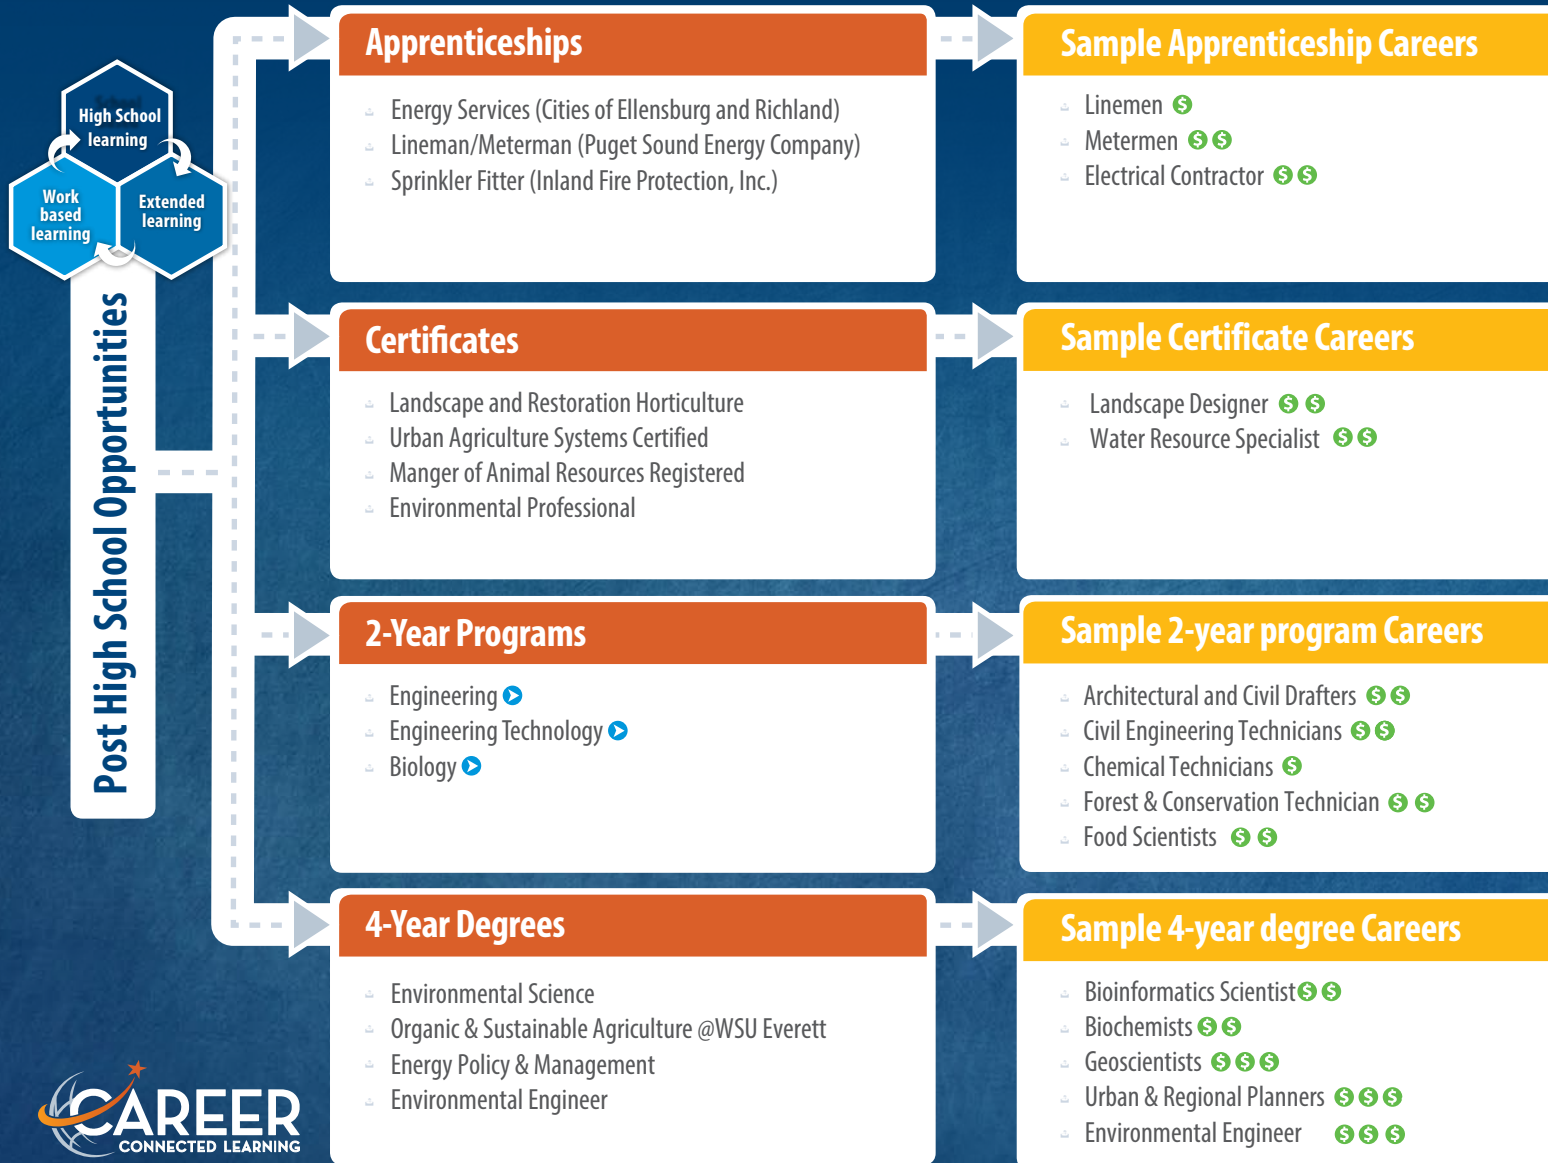 High School
learning
Work
based
learning
Extended
learning
Post High School Opportunities
Apprenticeships
Energy Services (Cities of Ellensburg and Richland)
Lineman/Meterman (Puget Sound Energy Company)
Sprinkler Fitter (Inland Fire Protection, Inc.)
Sample Apprenticeship Careers
Linemen $
Metermen $ $
Electrical Contractor $ $
Certificates
Landscape and Restoration Horticulture
Urban Agriculture Systems Certified
Manger of Animal Resources Registered
Environmental Professional
Sample Certificate Careers
Landscape Designer $ $
Water Resource Specialist $ $
2-Year Programs
Engineering
Engineering Technology
Biology
Sample 2-year program Careers
Architectural and Civil Drafters $ $
Civil Engineering Technicians $ $
Chemical Technicians $
Forest & Conservation Technician $ $
Food Scientists $ $
4-Year Degrees
Environmental Science
Organic & Sustainable Agriculture @WSU Everett
Energy Policy & Management
Environmental Engineer
Sample 4-year degree Careers
Bioinformatics Scientist $ $
Biochemists $ $
Geoscientists $ $ $
Urban & Regional Planners $ $ $
Environmental Engineer $ $ $
CAREER
CONNECTED LEARNING